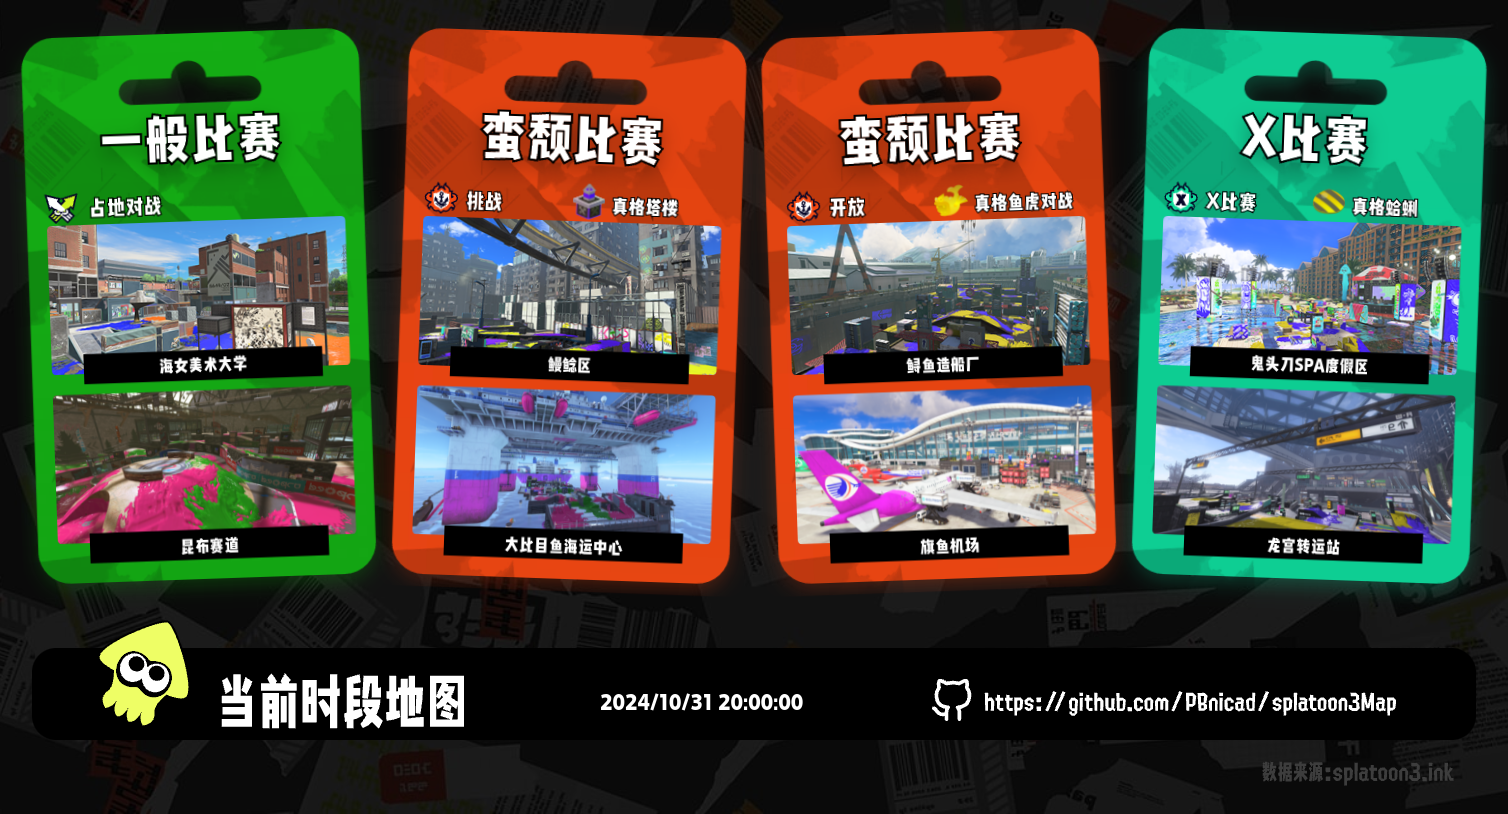 一般比赛
占地对战
海女美术大学
昆布赛道
蛮颓比赛
挑战
真格塔楼
鳗鲶区
大比目鱼海运中心
蛮颓比赛
开放
真格鱼虎对战
鲟鱼造船厂
旗鱼机场
X比赛
X比赛
真格蛤蜊
鬼头刀SPA度假区
龙宫转运站
当前时段地图
2024/10/31 20:00:00
https://github.com/PBnicad/splatoon3Map
数据来源:splatoon3.ink